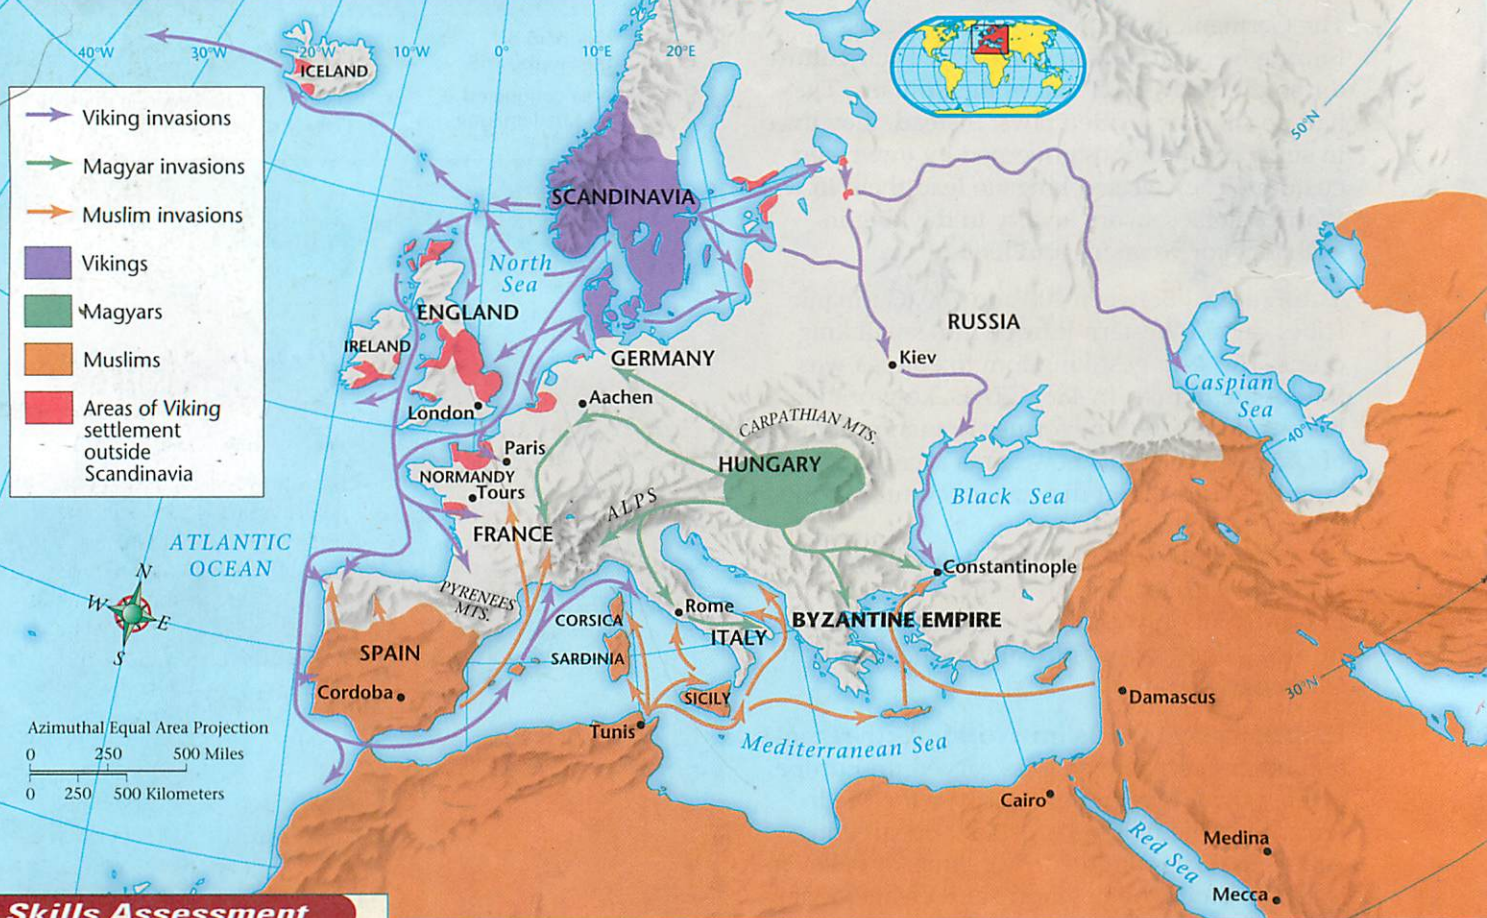 40°W
30°W
20°W
10°W
0°
10°E
20°E
50°N
ICELAND
Viking invasions
Magyar invasions
Muslim invasions
Vikings
Magyars
Muslims
Areas of Viking
settlement
outside
Scandinavia
SCANDINAVIA
North
Sea
ENGLAND
IRELAND
London
GERMANY
Aachen
RUSSIA
Kiev
Caspian
Sea
40°N
CARPATHIAN MTS.
HUNGARY
Paris
NORMANDY
Tours
FRANCE
ALPS
Black Sea
ATLANTIC
OCEAN
N
W
E
S
PYRENEES
MTS.
Constantinople
CORSICA
Rome
ITALY
BYZANTINE EMPIRE
SPAIN
SARDINIA
Cordoba
SICILY
30°N
Damascus
Tunis
Mediterranean Sea
Azimuthal Equal Area Projection
0 250 500 Miles
0 250 500 Kilometers
Cairo
Red Sea
Medina
Mecca
Skills Assessment